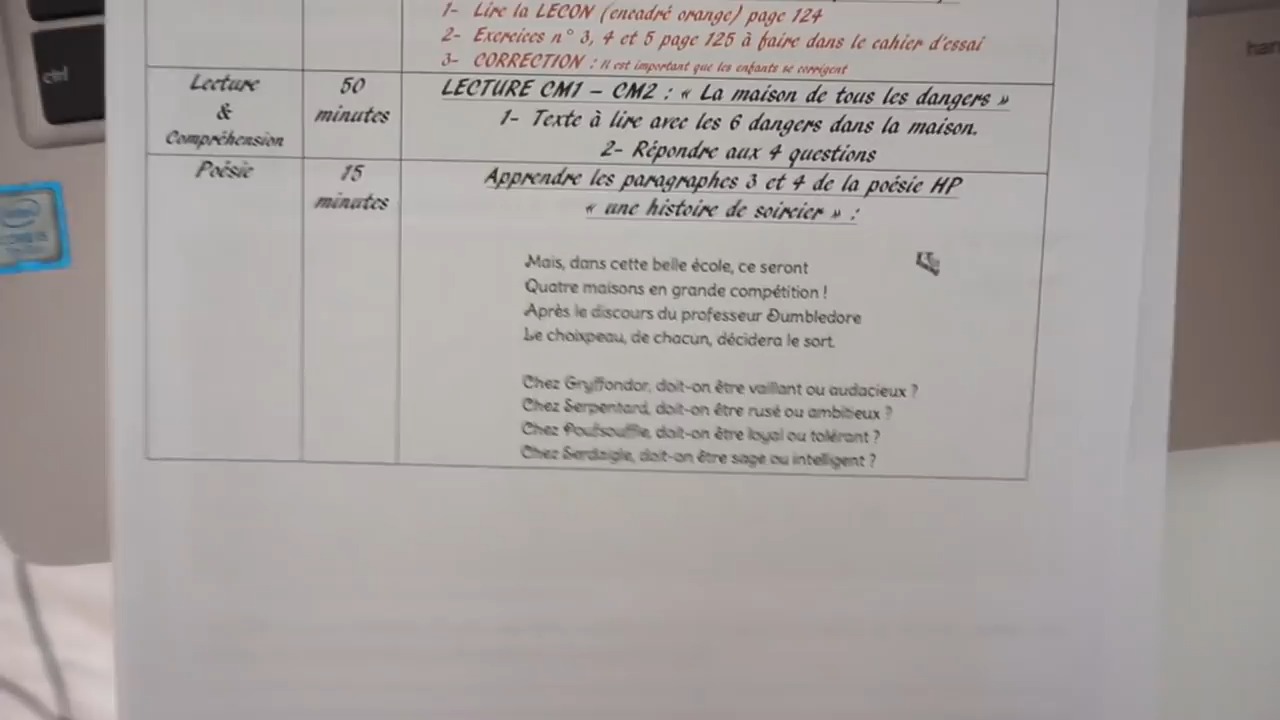 1- Lire la LECON (encadré orange) page 124
2- Exercices n° 3, 4 et 5 page 125 à faire dans le cahier d'essai
3- CORRECTION : Il est important que les enfants se corrigent
Lecture
&
Compréhension
50
minutes
LECTURE CM1 – CM2 : « La maison de tous les dangers »
1- Texte à lire avec les 6 dangers dans la maison.
2- Répondre aux 4 questions
Poésie
15
minutes
Apprendre les paragraphes 3 et 4 de la poésie HP
« une histoire de soircier » :
Mais, dans cette belle école, ce seront
Quatre maisons en grande compétition !
Après le discours du professeur Dumbledore
Le choixpeau, de chacun, décidera le sort.
Chez Gryffondor, doit-on être vaillant ou audacieux ?
Chez Serpentard, doit-on être rusé ou ambitieux ?
Chez Poufsouffle, doit-on être loyal ou tolérant ?
Chez Serdaigle, doit-on être sage ou intelligent ?
ctrl
intel
har